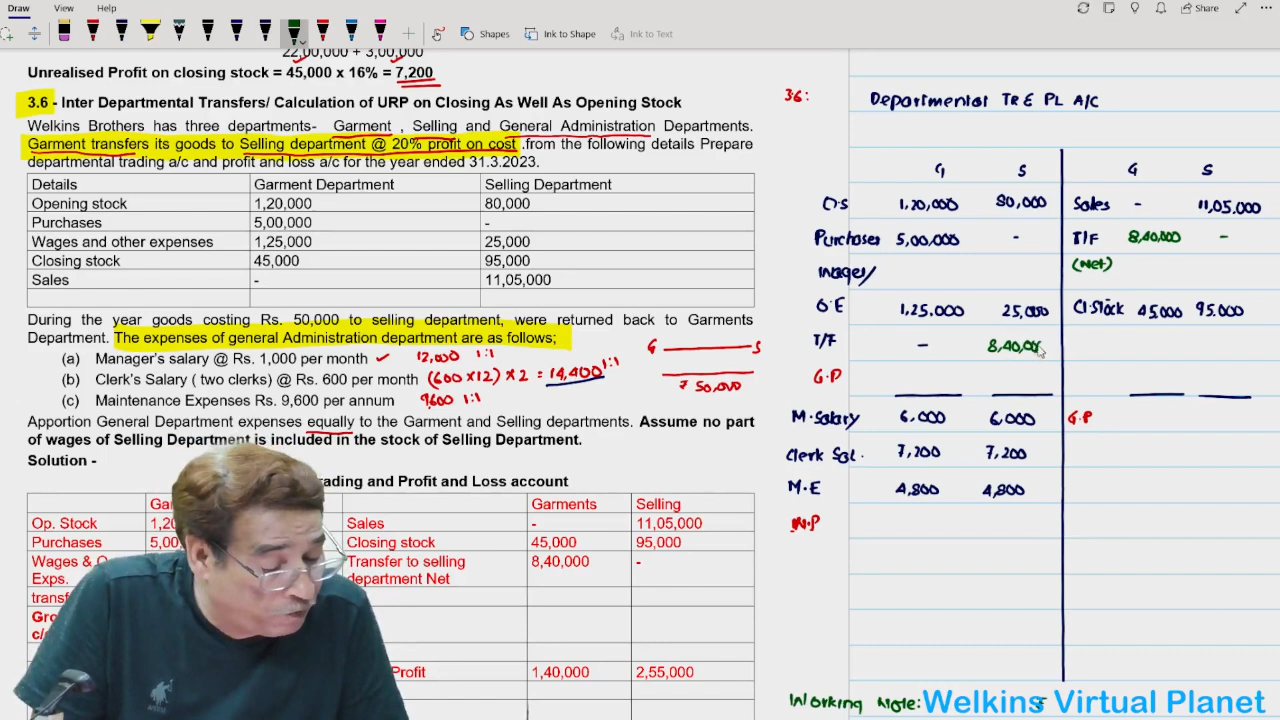 File
View
Help
Share
Shapes
Ink to Shape
Ink to Text
22,00,000 + 3,00,000
Unrealised Profit on closing stock = 45,000 x 16% = 7,200
3.6 - Inter Departmental Transfers/ Calculation of URP on Closing As Well As Opening Stock
Welkins Brothers has three departments- Garment , Selling and General Administration Departments.
Garment transfers its goods to Selling department @ 20% profit on cost .from the following details Prepare
departmental trading a/c and profit and loss a/c for the year ended 31.3.2023.
Details Garment Department Selling Department
Opening stock 1,20,000 80,000
Purchases 5,00,000 -
Wages and other expenses 1,25,000 25,000
Closing stock 45,000 95,000
Sales - 11,05,000
During the year goods costing Rs. 50,000 to selling department, were returned back to Garments
Department. The expenses of general Administration department are as follows;
(a) Manager's salary @ Rs. 1,000 per month 12,000 1:1
(b) Clerk's Salary ( two clerks) @ Rs. 600 per month (600 x12) x 2 = 14,400 1:1
(c) Maintenance Expenses Rs. 9,600 per annum 9,600 1:1
G S
₹ 50,000
Apportion General Department expenses equally to the Garment and Selling departments. Assume no part
of wages of Selling Department is included in the stock of Selling Department.
Solution -
rading and Profit and Loss account
Ga Garments Selling
Op. Stock 1,20 Sales - 11,05,000
Purchases 5,00 Closing stock 45,000 95,000
Wages & O Transfer to selling 8,40,000 -
Exps. department Net
transf
Gro
c/
Profit 1,40,000 2,55,000
3.6: Departmental TR & PL A/C
G S G S
O.S 1,20,000 80,000 Sales - 11,05,000
Purchases 5,00,000 - T/F 8,40,000 -
Wages/ (Net)
O.E 1,25,000 25,000 Cl.Stock 45,000 95,000
T/F - 8,40,00
G.P
M.Salary 6,000 6,000 G.P
Clerk Sal. 7,200 7,200
M.E 4,800 4,800
N.P
Working Note:
Welkins Virtual Planet